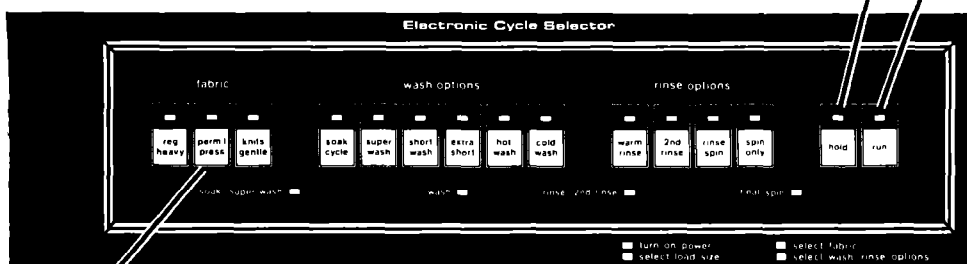 Electronic Cycle Selector
fabric wash options rinse options
reg heavy
perm press
knits gentle
soak cycle
super wash
short wash
extra short
hot wash
cold wash
warm rinse
2nd rinse
rinse spin
spin only
hold
run
soak super wash wash rinse 2nd rinse final spin
turn on power select fabric
select load size select wash rinse options